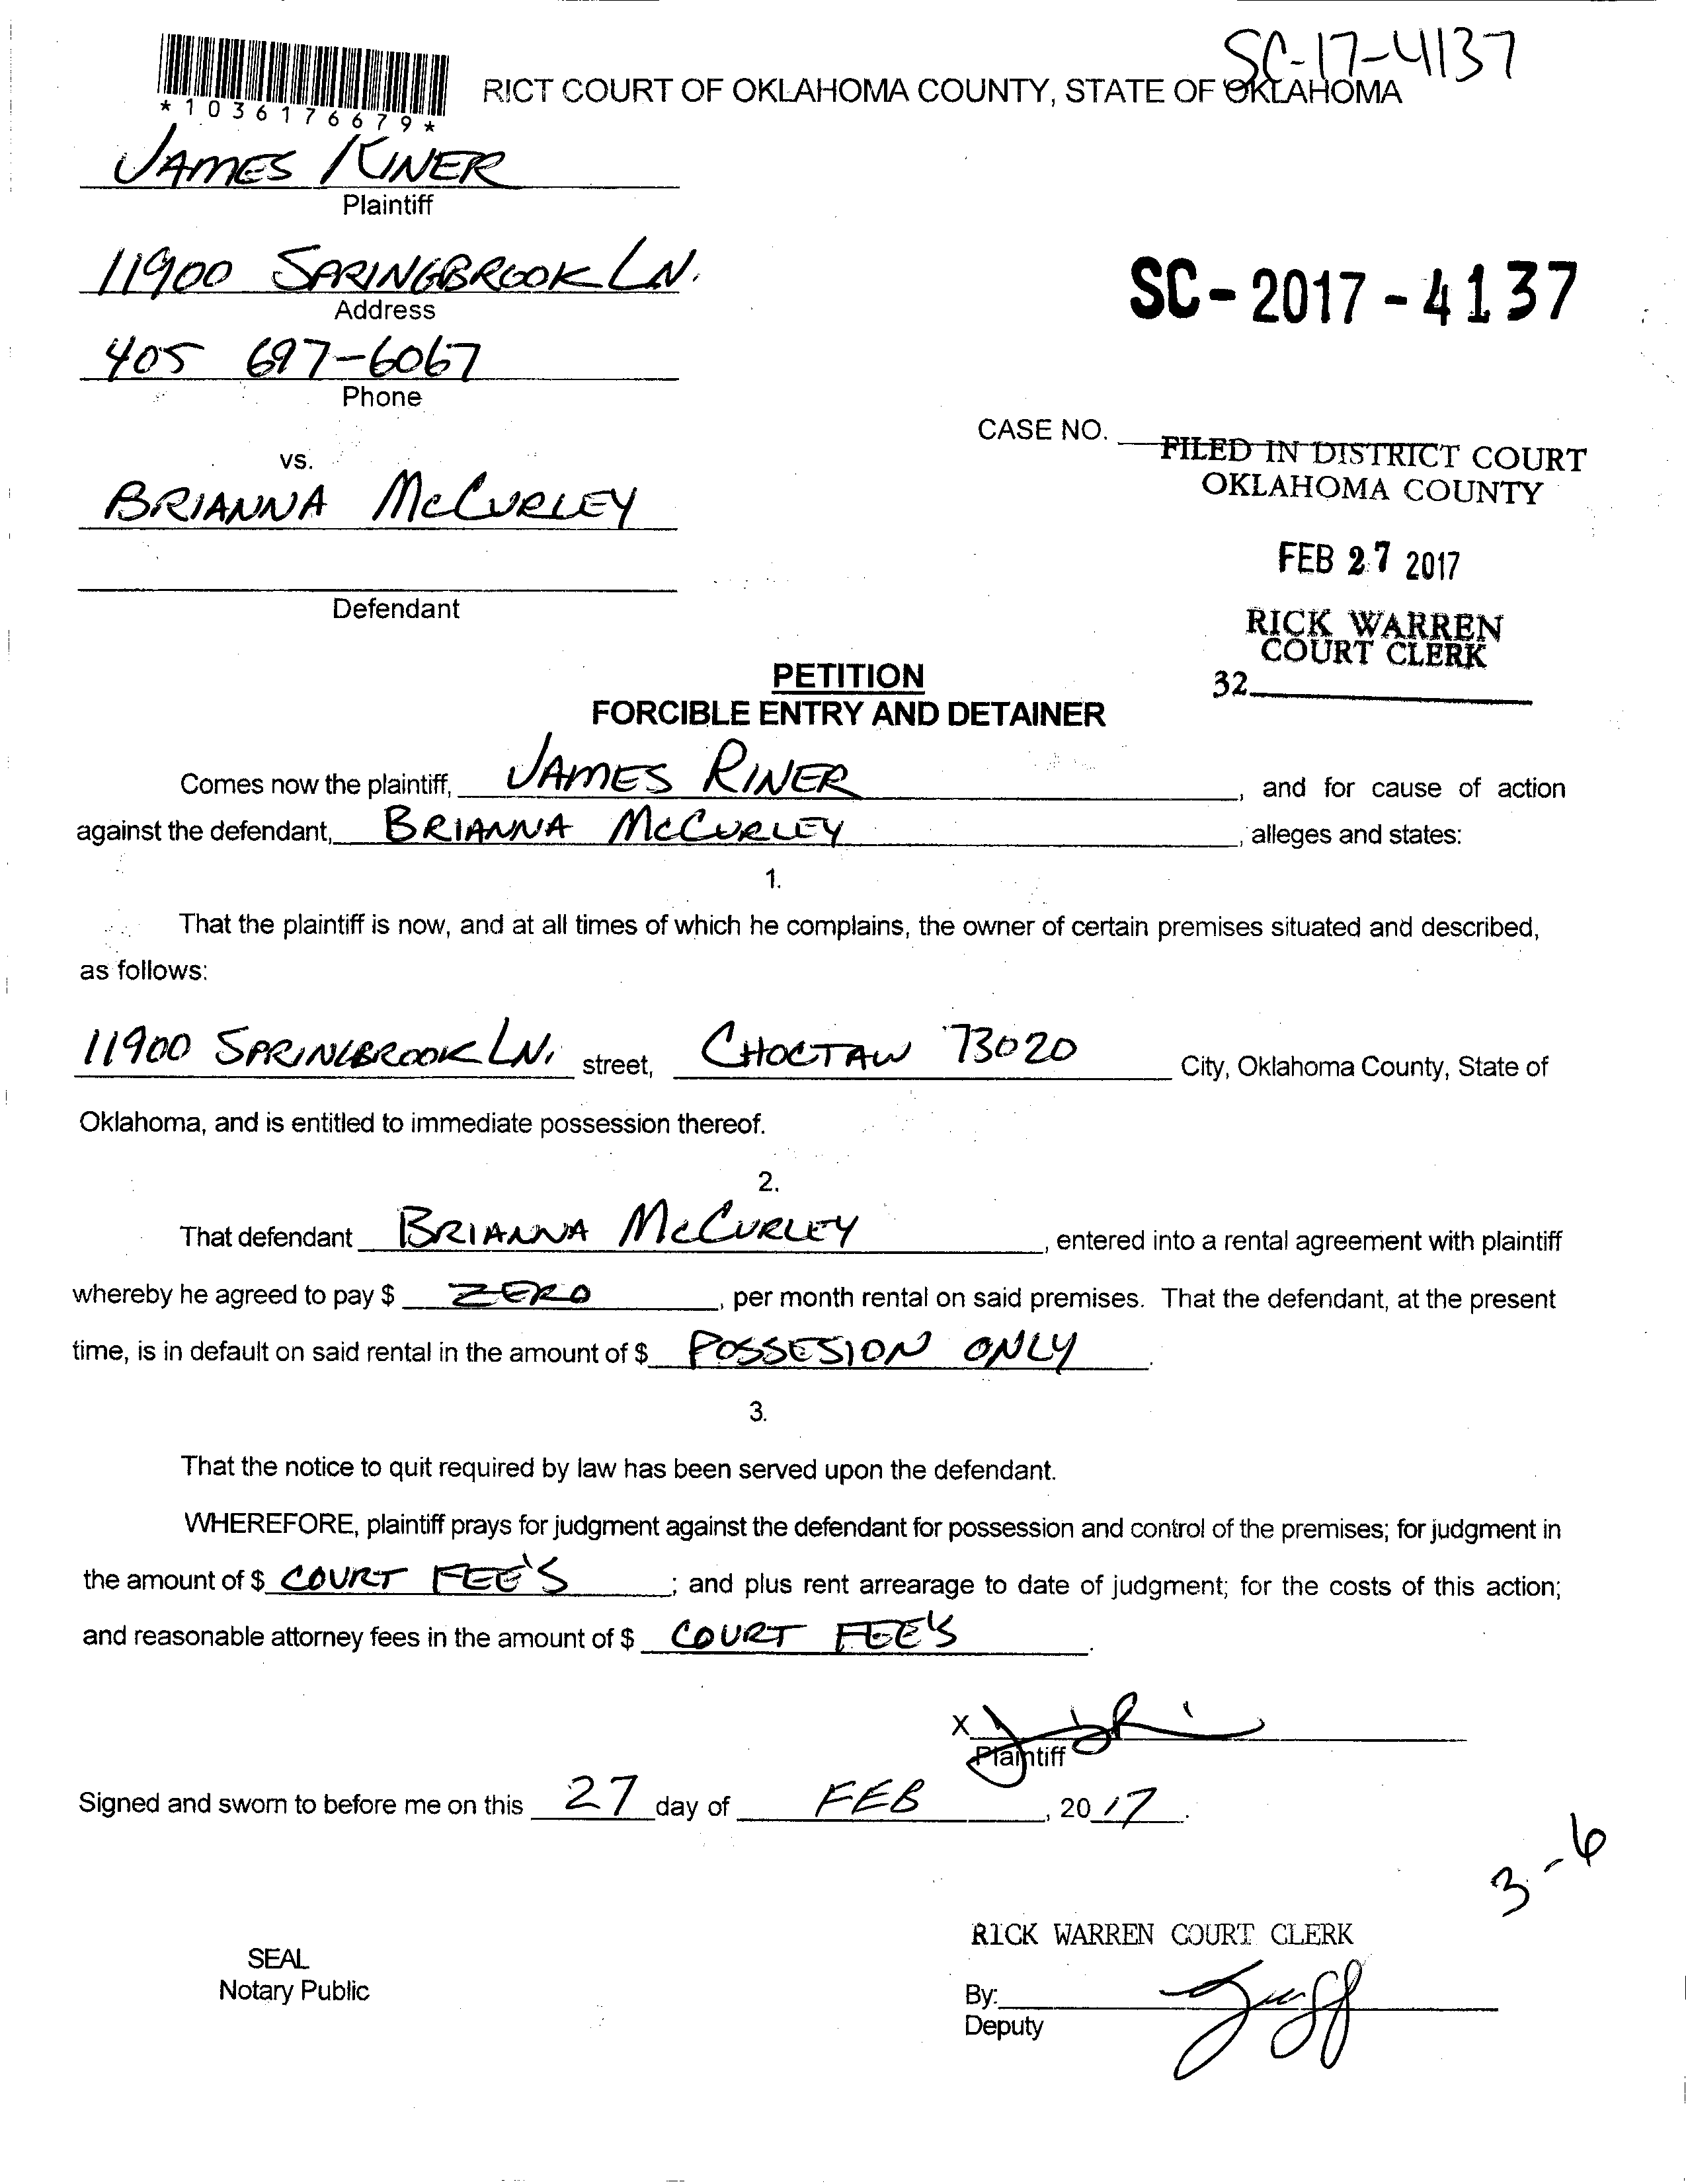 SC-17-4137
RICT COURT OF OKLAHOMA COUNTY, STATE OF OKLAHOMA
*1036176679*
JAMES RINER
Plaintiff
11900 SPRINGBROOK LN.
Address
SC-2017-4137
405 697-6067
Phone
CASE NO.
FILED IN DISTRICT COURT
OKLAHOMA COUNTY
vs.
BRIANNA McCURLEY
FEB 27 2017
Defendant
RICK WARREN
COURT CLERK
32
PETITION
FORCIBLE ENTRY AND DETAINER
Comes now the plaintiff, JAMES RINER, and for cause of action
against the defendant, BRIANNA McCURLEY, alleges and states:
1.
That the plaintiff is now, and at all times of which he complains, the owner of certain premises situated and described,
as follows:
11900 SPRINGBROOK LN. street, CHOCTAW 73020 City, Oklahoma County, State of
Oklahoma, and is entitled to immediate possession thereof.
2.
That defendant BRIANNA McCURLEY, entered into a rental agreement with plaintiff
whereby he agreed to pay $ ZERO, per month rental on said premises. That the defendant, at the present
time, is in default on said rental in the amount of $ POSSESION ONLY.
3.
That the notice to quit required by law has been served upon the defendant.
WHEREFORE, plaintiff prays for judgment against the defendant for possession and control of the premises; for judgment in
the amount of $ COURT FEE'S; and plus rent arrearage to date of judgment; for the costs of this action;
and reasonable attorney fees in the amount of $ COURT FEE'S.
X
Plaintiff
Signed and sworn to before me on this 27 day of FEB, 2017.
3-6
RICK WARREN COURT CLERK
SEAL
Notary Public
By:
Deputy